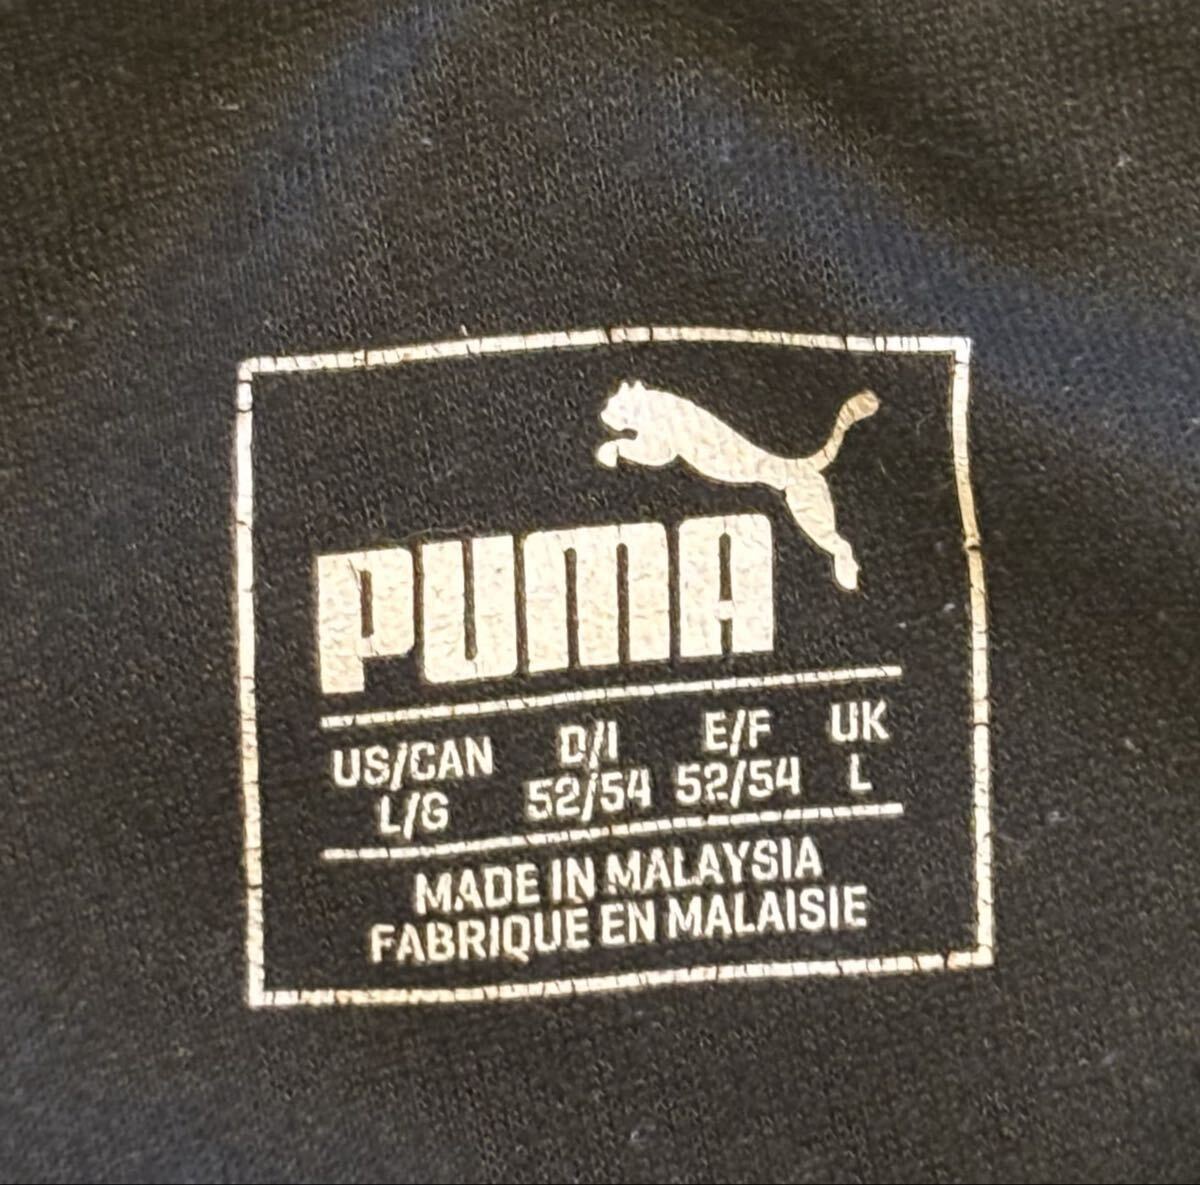 PUMA
US/CAN D/I E/F UK
L/G 52/54 52/54 L
MADE IN MALAYSIA
FABRIQUE EN MALAISIE